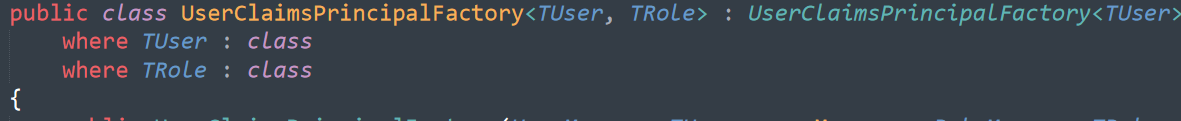 public class UserClaimsPrincipalFactory<TUser, TRole> : UserClaimsPrincipalFactory<TUser>
where TUser : class
where TRole : class
{